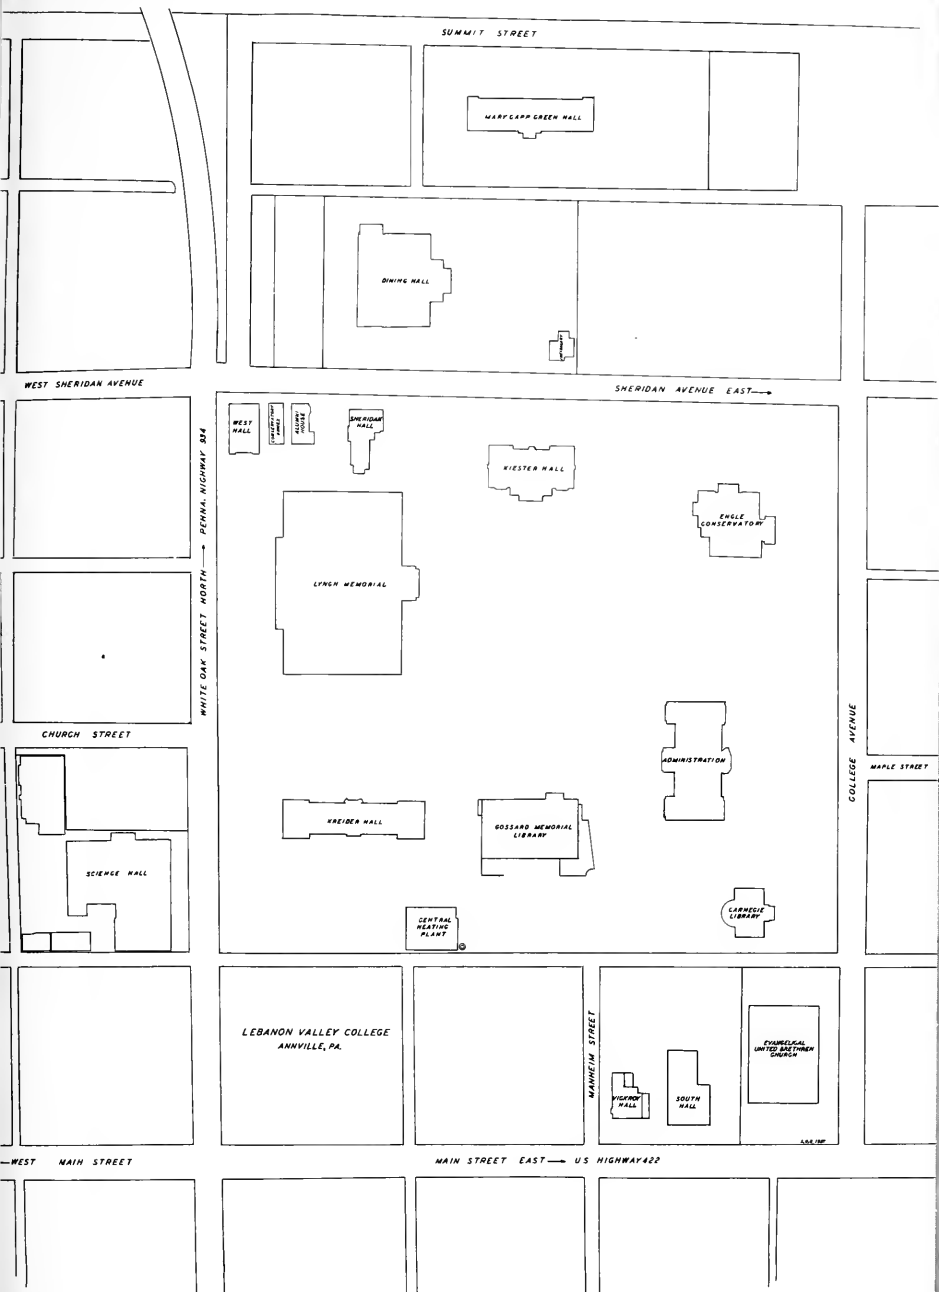 SUMMIT STREET
MARY CAPP GREEN HALL
DINING HALL
WEST SHERIDAN AVENUE
SHERIDAN AVENUE EAST
WEST
HALL
CONSERVATORY
ANNEX
ALUMNI
HOUSE
SHERIDAN
HALL
KIESTER HALL
ENGLE
CONSERVATORY
WHITE OAK STREET NORTH PENNA. HIGHWAY 934
LYNCH MEMORIAL
CHURCH STREET
COLLEGE AVENUE
ADMINISTRATION
MAPLE STREET
KREIDER HALL
GOSSARD MEMORIAL
LIBRARY
SCIENCE HALL
CENTRAL
HEATING
PLANT
CARNEGIE
LIBRARY
LEBANON VALLEY COLLEGE
ANNVILLE, PA.
MANHEIM STREET
EVANGELICAL
UNITED BRETHREN
CHURCH
VICKROY
HALL
SOUTH
HALL
WEST MAIN STREET
MAIN STREET EAST US HIGHWAY 422